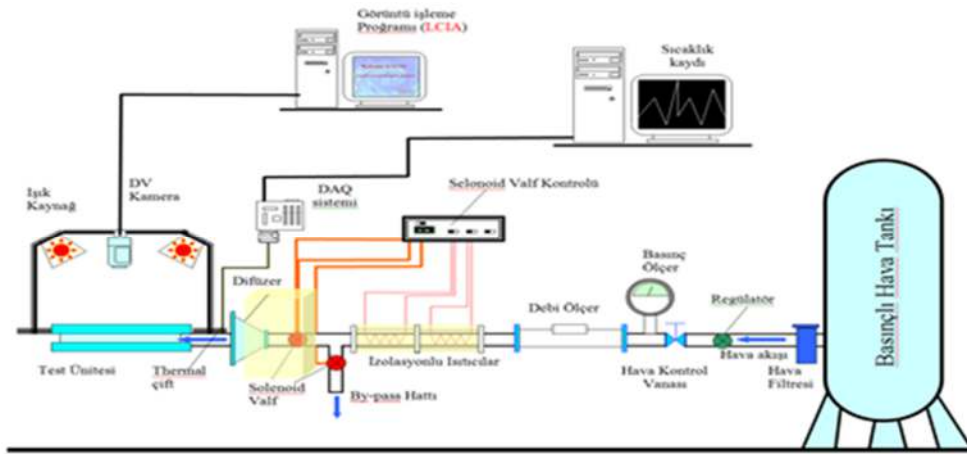 Görüntü işleme
Programı (LCIA)
Sıcaklık
kaydı
Işık
Kaynağ
DV
Kamera
DAQ
sistemi
Selonoid Valf Kontrolü
Difüzer
Basınç
Ölçer
Debi Ölçer
Regülatör
Basınçlı Hava Tankı
Test Ünitesi
Thermal
çift
Solenoid
Valf
By-pass Hattı
İzolasyonlu Isıtıcılar
Hava Kontrol
Vanası
Hava akışı
Hava
Filtresi